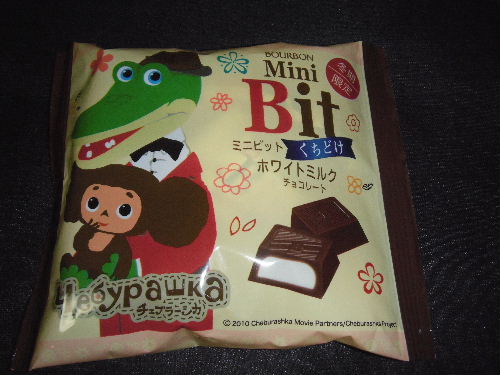 BOURBON
Mini
Bit
冬期
限定
ミニビット くちどけ
ホワイトミルク
チョコレート
Чебурашка
チェブラーシカ
© 2010 Cheburashka Movie Partners/Cheburashka Project